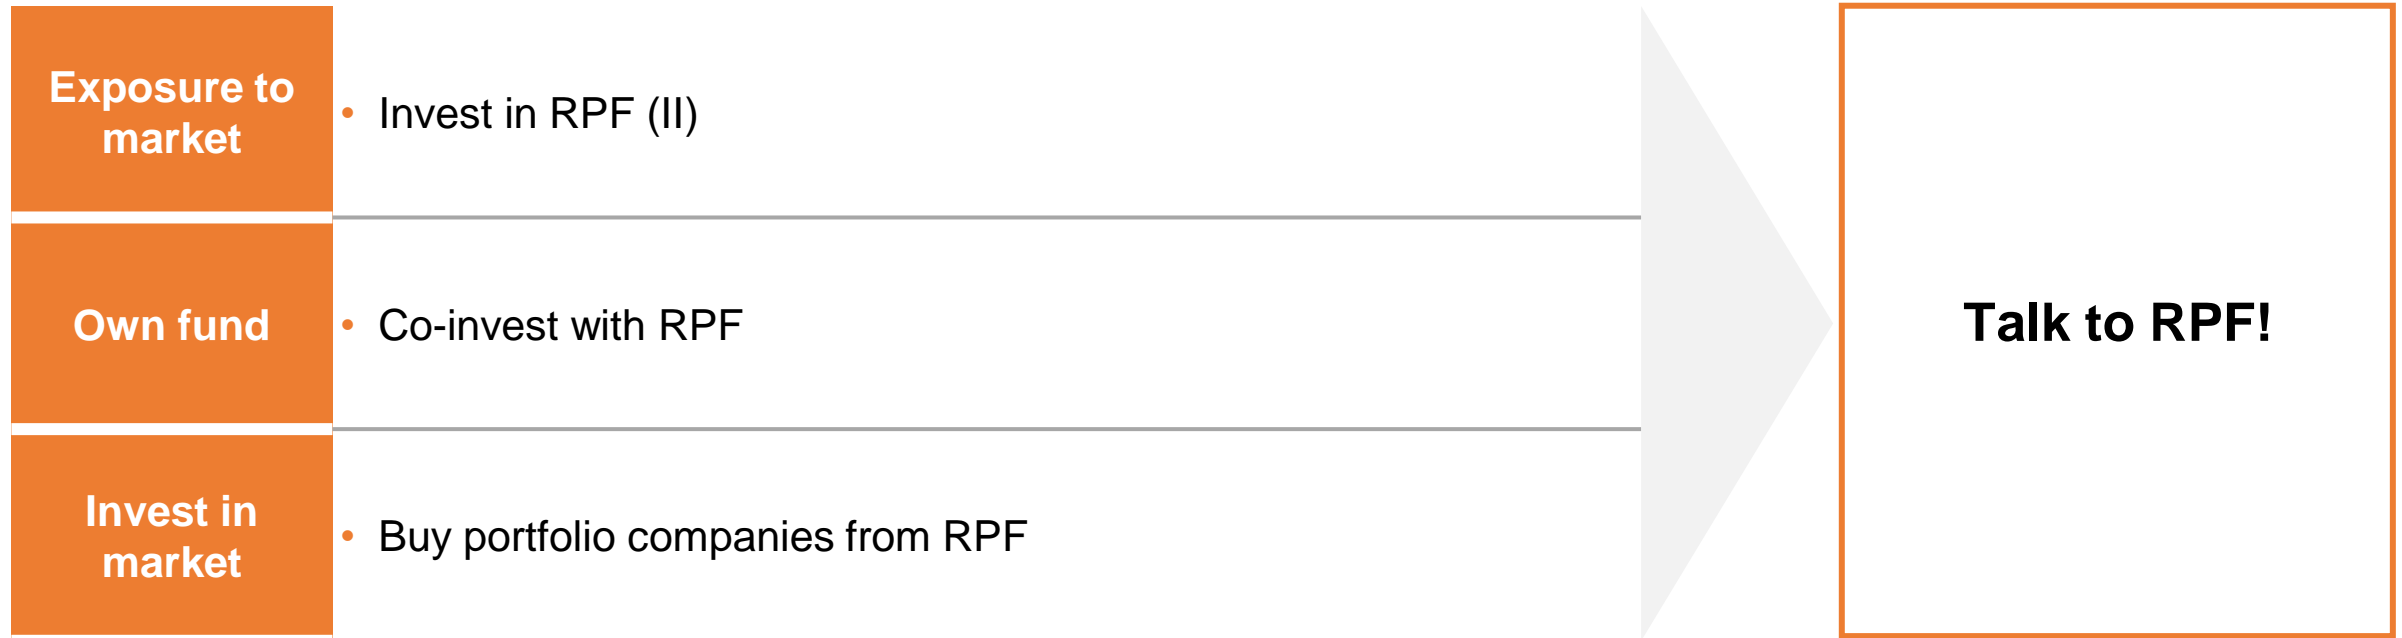 Exposure to
market
• Invest in RPF (II)
Own fund
• Co-invest with RPF
Invest in
market
• Buy portfolio companies from RPF
Talk to RPF!